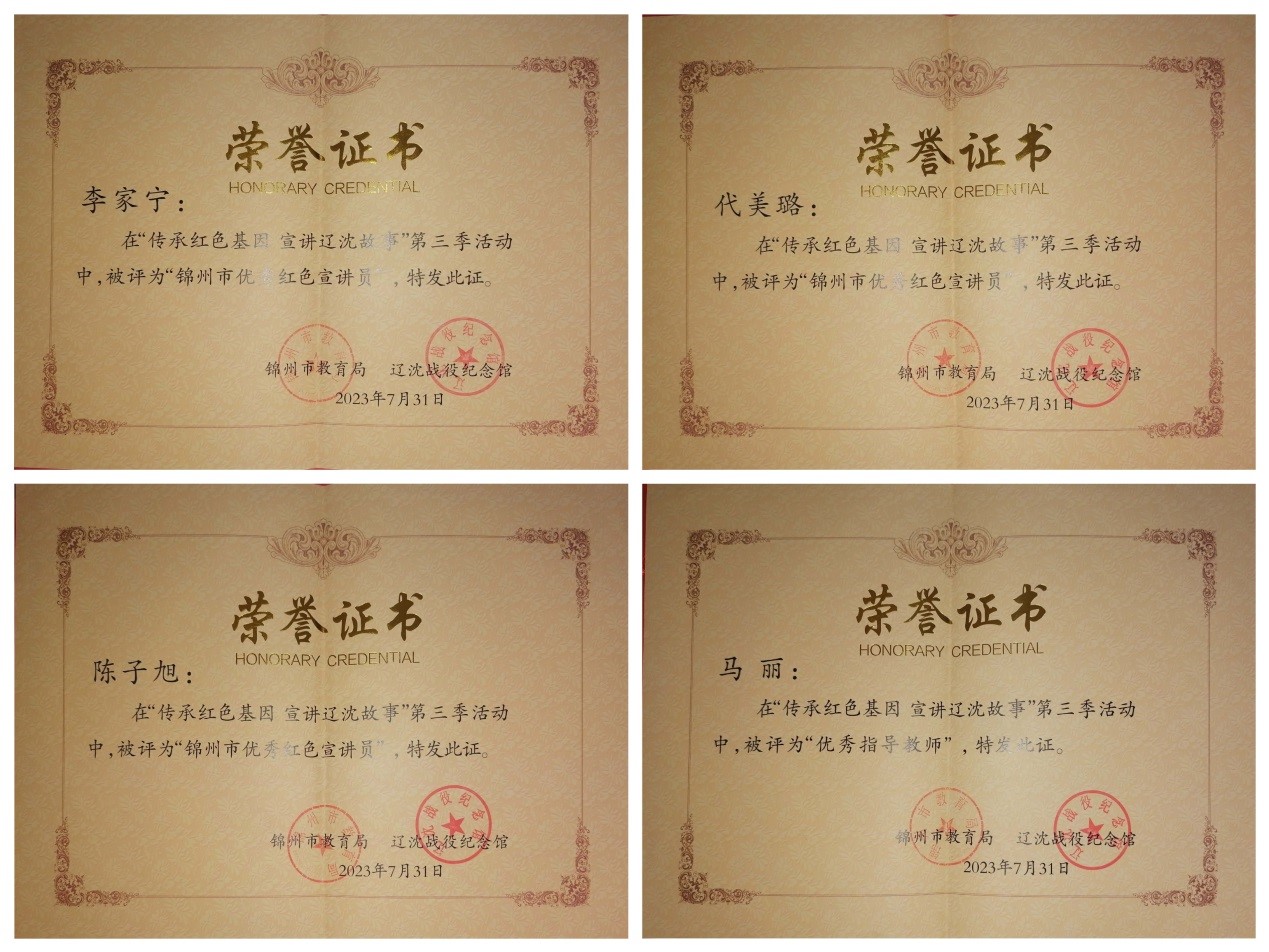 荣誉证书
HONORARY CREDENTIAL
李家宁：
在“传承红色基因 宣讲辽沈故事”第三季活动
中，被评为“锦州市优秀红色宣讲员”，特发此证。
锦州市教育局 辽沈战役纪念馆
2023年7月31日
荣誉证书
HONORARY CREDENTIAL
代美璐：
在“传承红色基因 宣讲辽沈故事”第三季活动
中，被评为“锦州市优秀红色宣讲员”，特发此证。
锦州市教育局 辽沈战役纪念馆
2023年7月31日
荣誉证书
HONORARY CREDENTIAL
陈子旭：
在“传承红色基因 宣讲辽沈故事”第三季活动
中，被评为“锦州市优秀红色宣讲员”，特发此证。
锦州市教育局 辽沈战役纪念馆
2023年7月31日
荣誉证书
HONORARY CREDENTIAL
马 丽：
在“传承红色基因 宣讲辽沈故事”第三季活动
中，被评为“优秀指导教师”，特发此证。
锦州市教育局 辽沈战役纪念馆
2023年7月31日